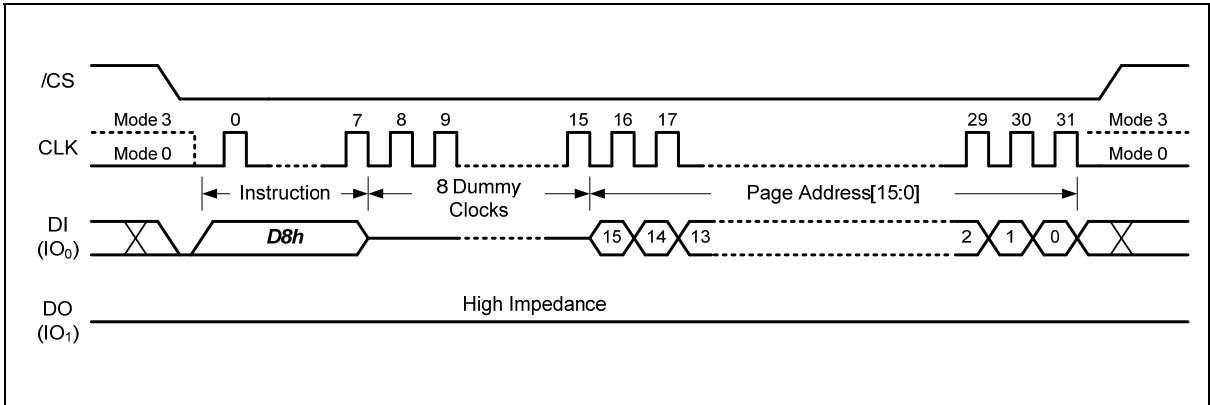 /CS
Mode 3 0 7 8 9 15 16 17 29 30 31 Mode 3
CLK
Mode 0 Mode 0
Instruction 8 Dummy Clocks Page Address[15:0]
DI (IO0) D8h 15 14 13 2 1 0
High Impedance
DO
(IO1)